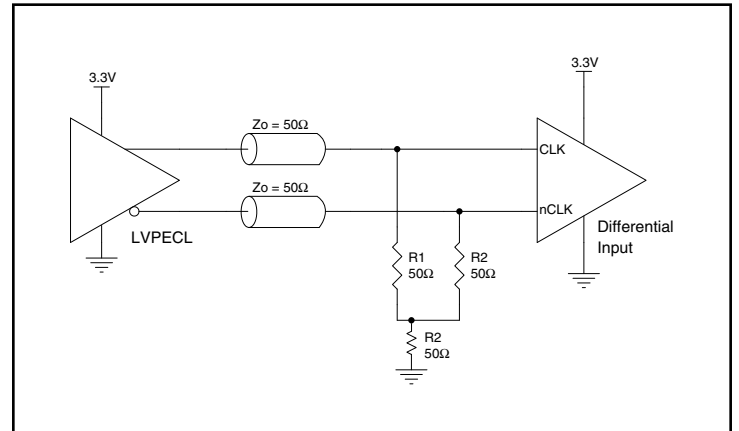 3.3V
3.3V
Zo = 50Ω
CLK
Zo = 50Ω
nCLK
LVPECL
Differential
Input
R1
50Ω
R2
50Ω
R2
50Ω